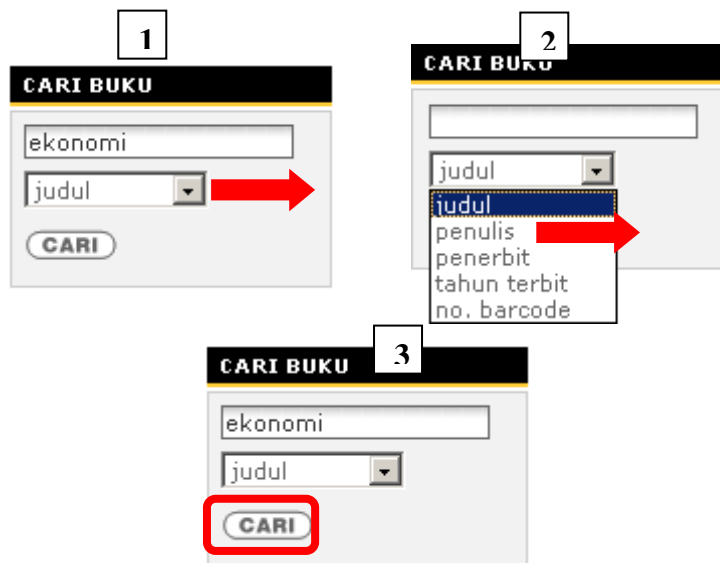 1
CARI BUKU
ekonomi
judul
CARI
2
CARI BUKU
judul
judul
penulis
penerbit
tahun terbit
no. barcode
3
CARI BUKU
ekonomi
judul
CARI